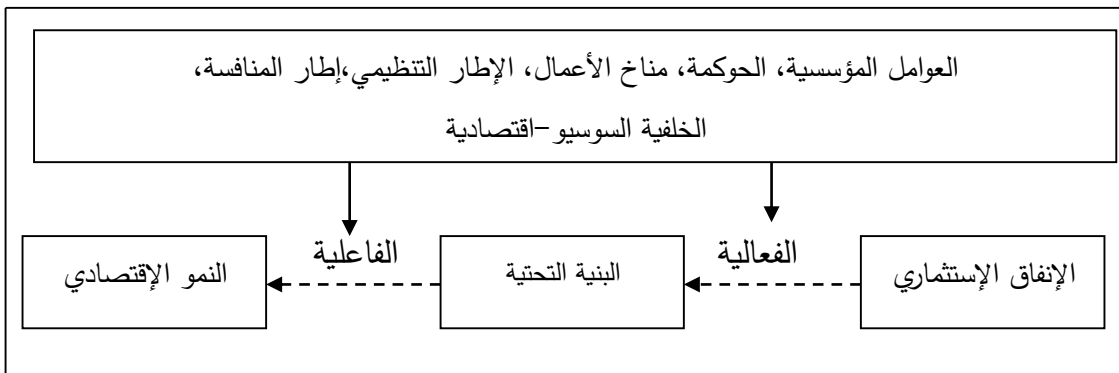 العوامل المؤسسية، الحوكمة، مناخ الأعمال، الإطار التنظيمي،إطار المنافسة،
الخلفية السوسيو–اقتصادية
الإنفاق الإستثماري
الفعالية
البنية التحتية
الفاعلية
النمو الإقتصادي